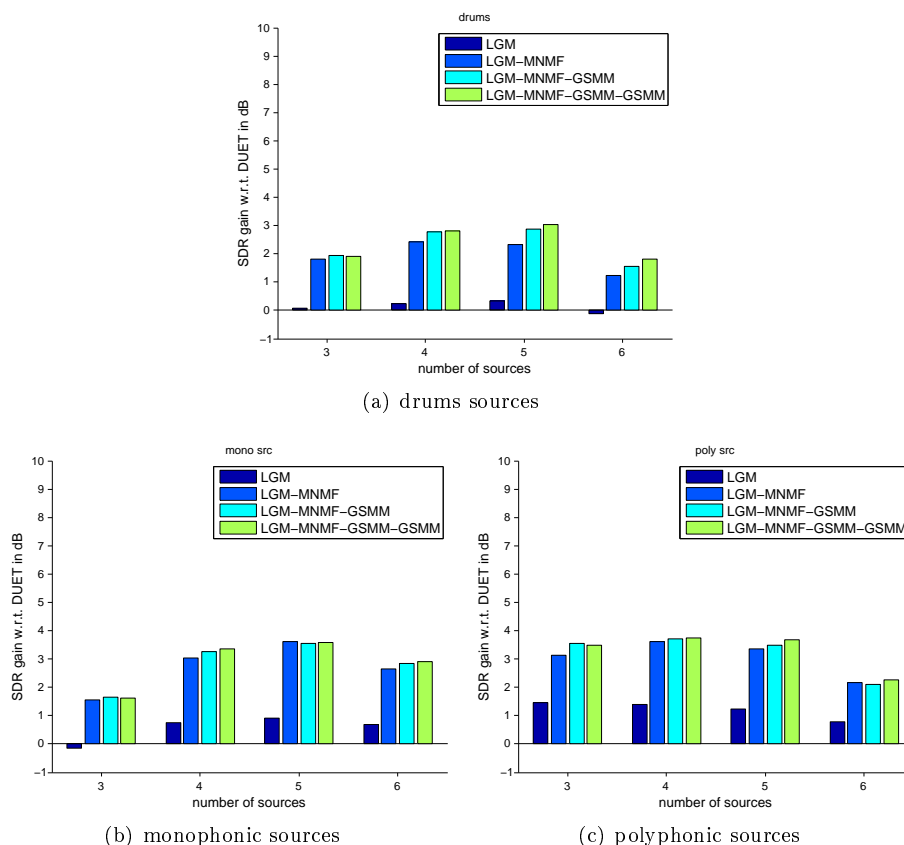 drums
10
9
8
7
6
5
4
3
2
1
0
−1
SDR gain w.r.t. DUET in dB
LGM
LGM−MNMF
LGM−MNMF−GSMM
LGM−MNMF−GSMM−GSMM
3 4 5 6
number of sources
(a) drums sources
mono src
10
9
8
7
6
5
4
3
2
1
0
−1
SDR gain w.r.t. DUET in dB
LGM
LGM−MNMF
LGM−MNMF−GSMM
LGM−MNMF−GSMM−GSMM
3 4 5 6
number of sources
(b) monophonic sources
poly src
10
9
8
7
6
5
4
3
2
1
0
−1
SDR gain w.r.t. DUET in dB
LGM
LGM−MNMF
LGM−MNMF−GSMM
LGM−MNMF−GSMM−GSMM
3 4 5 6
number of sources
(c) polyphonic sources